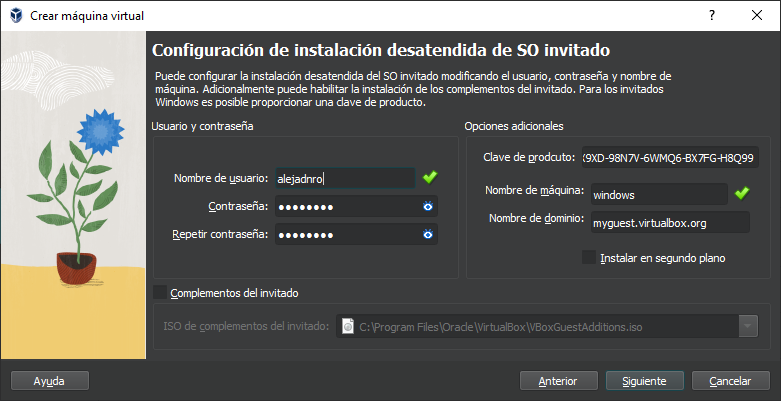 Crear máquina virtual
Configuración de instalación desatendida de SO invitado
Puede configurar la instalación desatendida del SO invitado modificando el usuario, contraseña y nombre de
máquina. Adicionalmente puede habilitar la instalación de los complementos del invitado. Para los invitados
Windows es posible proporcionar una clave de producto.
Usuario y contraseña
Nombre de usuario: alejadnro
Contraseña: ●●●●●●●●
Repetir contraseña: ●●●●●●●●
Opciones adicionales
Clave de prodcuto: K9XD-98N7V-6WMQ6-BX7FG-H8Q99
Nombre de máquina: windows
Nombre de dominio: myguest.virtualbox.org
Instalar en segundo plano
Complementos del invitado
ISO de complementos del invitado: C:\Program Files\Oracle\VirtualBox\VBoxGuestAdditions.iso
Ayuda Anterior Siguiente Cancelar